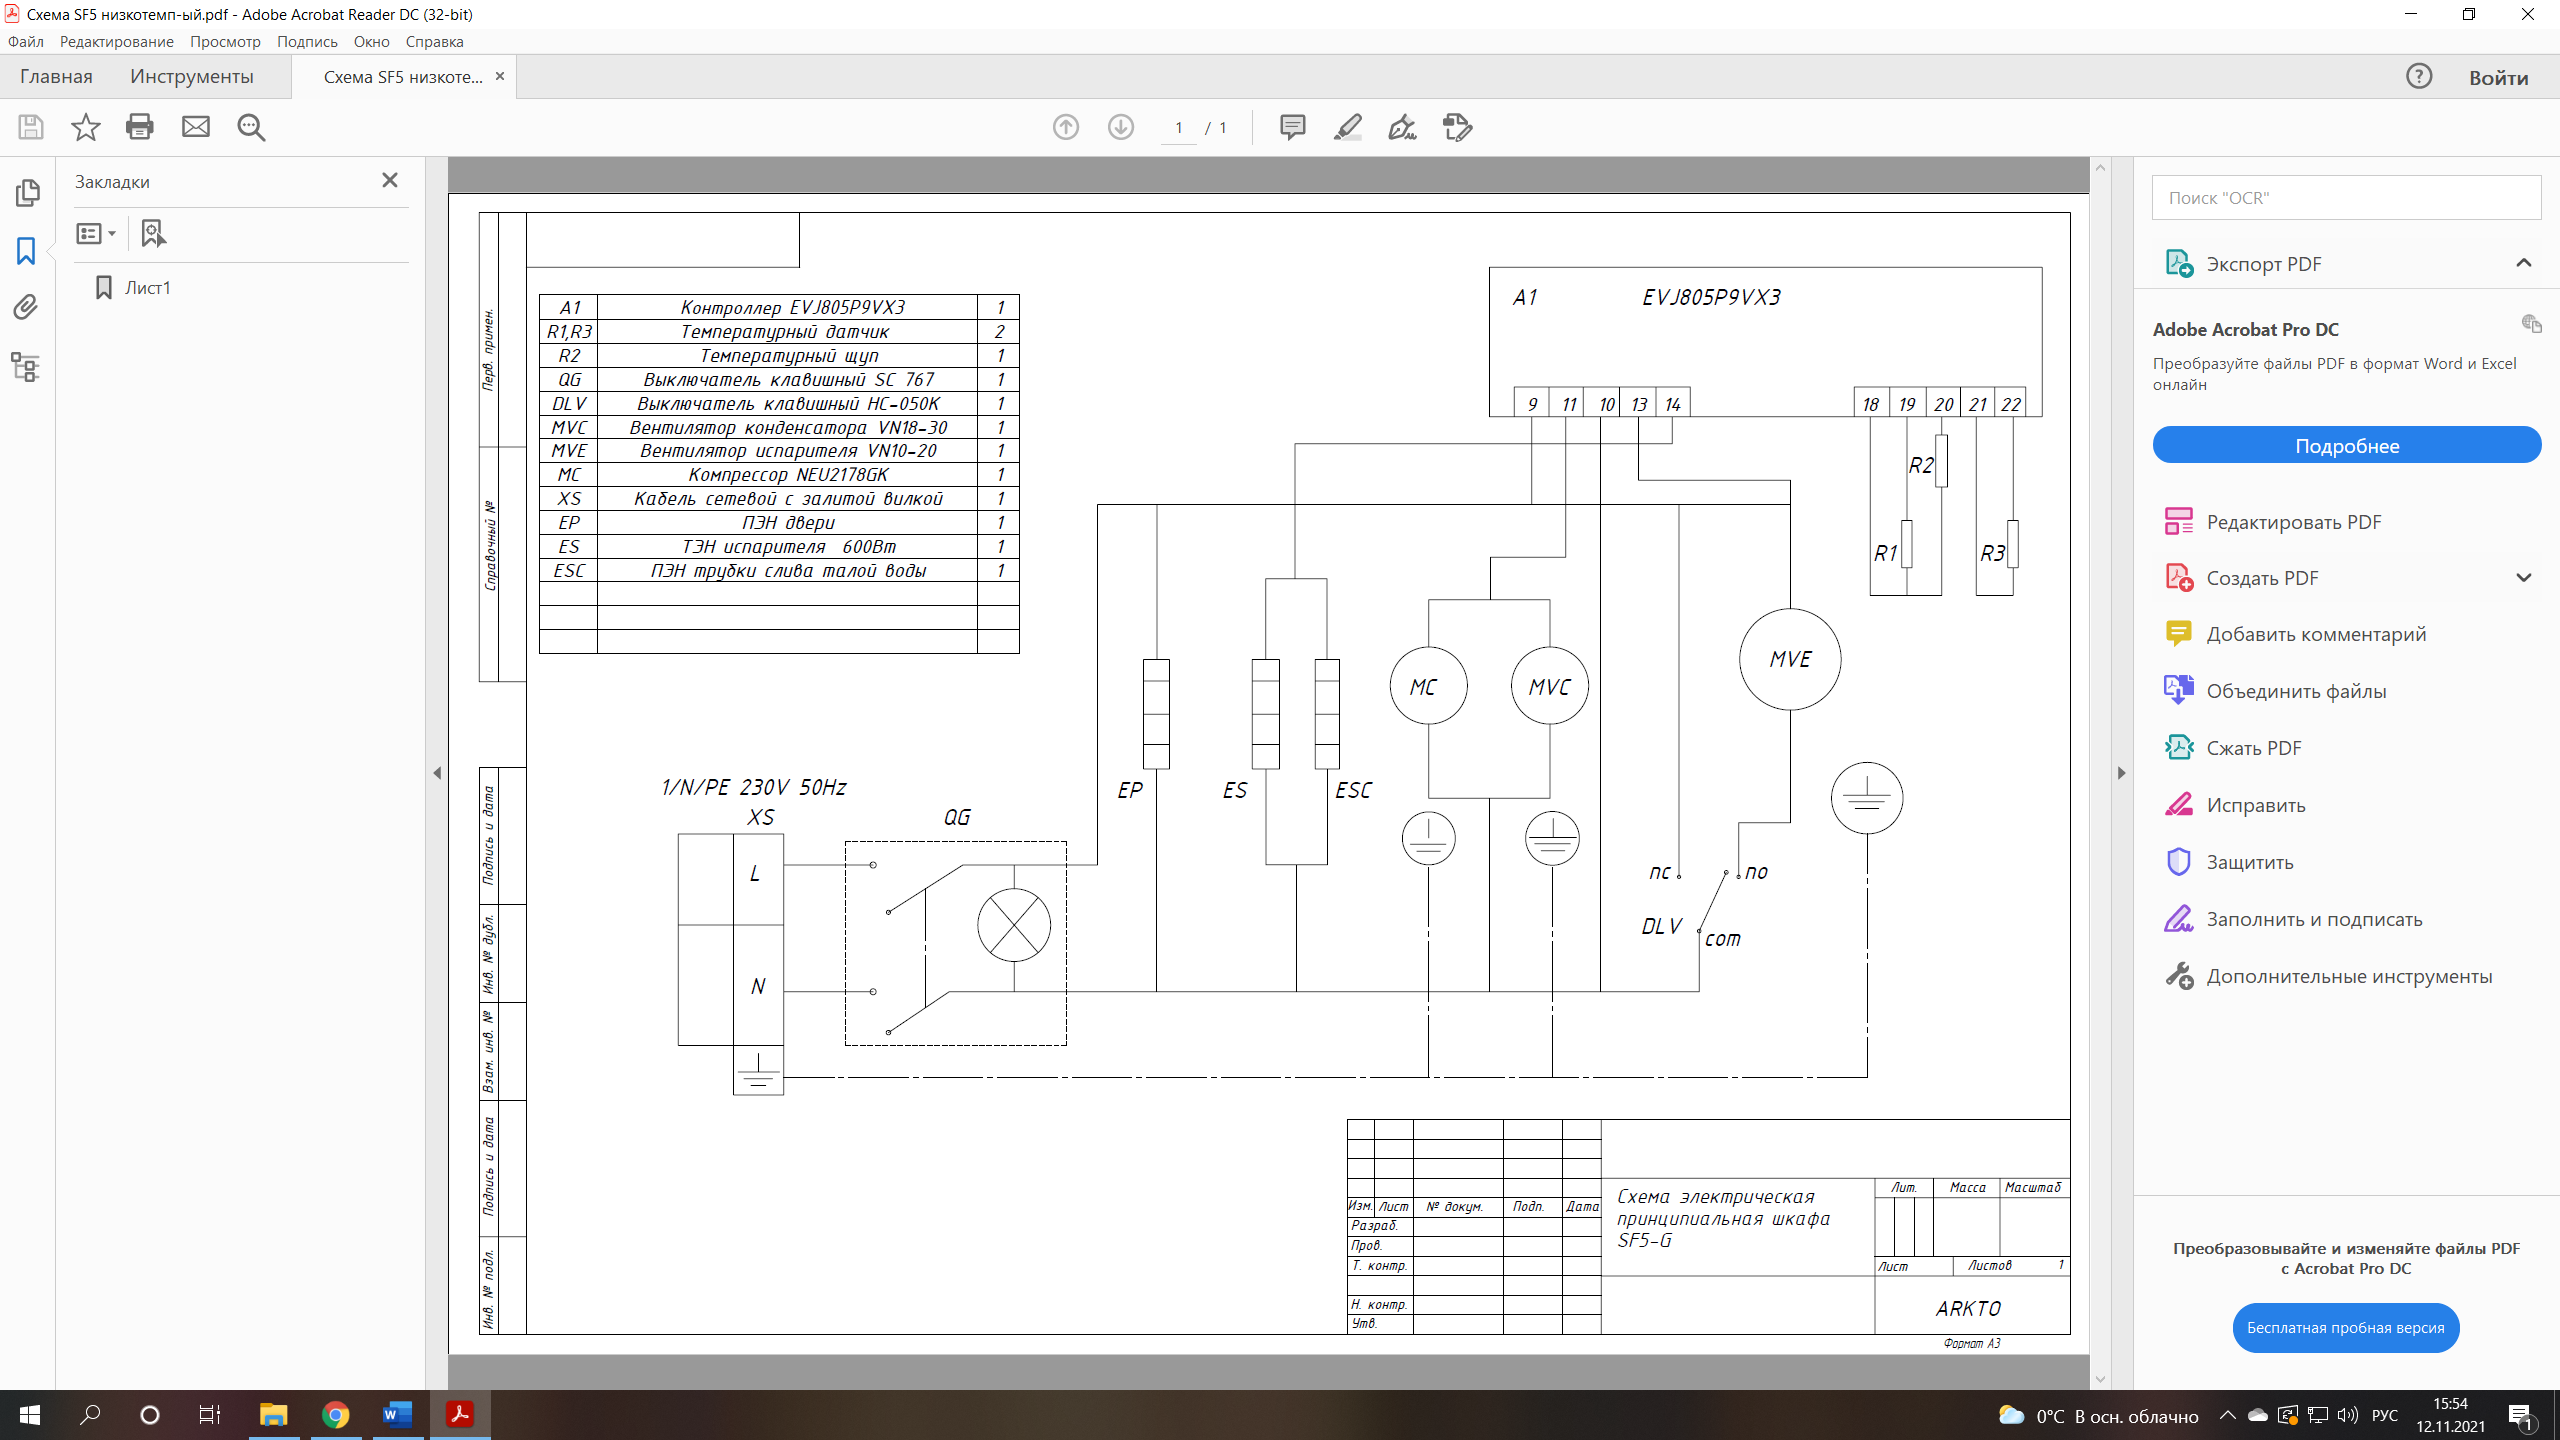 Схема SF5 низкотемп-ый.pdf - Adobe Acrobat Reader DC (32-bit)
Файл Редактирование Просмотр Подпись Окно Справка
Главная Инструменты Схема SF5 низкоте... Войти
1 / 1
Закладки
Лист1
Перв. примен.
Справочный №
Подпись и дата
Инв. № дубл.
Взам. инв. №
Подпись и дата
Инв. № подл.
A1 Контроллер EVJ805P9VX3 1
R1,R3 Температурный датчик 2
R2 Температурный щуп 1
QG Выключатель клавишный SC 767 1
DLV Выключатель клавишный HC-050K 1
MVC Вентилятор конденсатора VN18-30 1
MVE Вентилятор испарителя VN10-20 1
MC Компрессор NEU2178GK 1
XS Кабель сетевой с залитой вилкой 1
EP ПЭН двери 1
ES ТЭН испарителя 600Вт 1
ESC ПЭН трубки слива талой воды 1
A1 EVJ805P9VX3
9 11 10 13 14 18 19 20 21 22
R2
R1 R3
MC MVC MVE
EP ES ESC
1/N/PE 230V 50Hz
XS QG
L
N
nc no
DLV com
Изм. Лист № докум. Подп. Дата
Разраб.
Пров.
Т. контр.
Н. контр.
Утв.
Схема электрическая
принципиальная шкафа
SF5-G
Лит. Масса Масштаб
Лист Листов 1
ARKTO
Формат А3
Поиск "OCR"
Экспорт PDF
Adobe Acrobat Pro DC
Преобразуйте файлы PDF в формат Word и Excel
онлайн
Подробнее
Редактировать PDF
Создать PDF
Добавить комментарий
Объединить файлы
Сжать PDF
Исправить
Защитить
Заполнить и подписать
Дополнительные инструменты
Преобразовывайте и изменяйте файлы PDF
с Acrobat Pro DC
Бесплатная пробная версия
0°C В осн. облачно РУС 15:54
12.11.2021
1